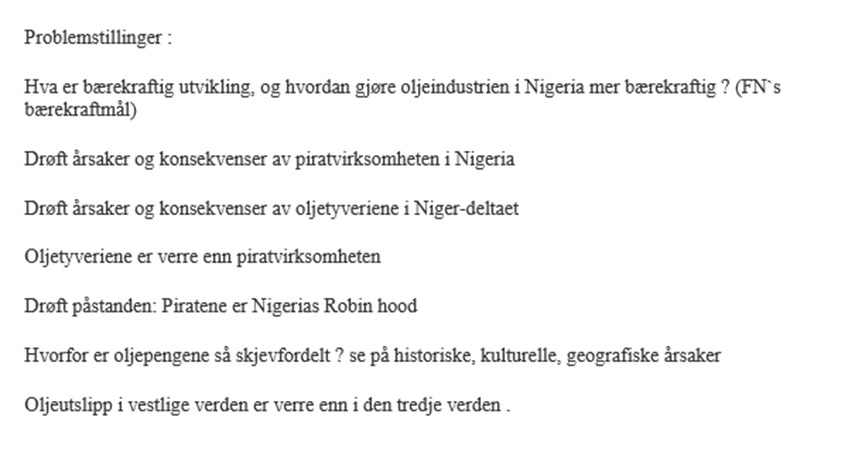 Problemstillinger :
Hva er bærekraftig utvikling, og hvordan gjøre oljeindustrien i Nigeria mer bærekraftig ? (FN`s
bærekraftmål)
Drøft årsaker og konsekvenser av piratvirksomheten i Nigeria
Drøft årsaker og konsekvenser av oljetyveriene i Niger-deltaet
Oljetyveriene er verre enn piratvirksomheten
Drøft påstanden: Piratene er Nigerias Robin hood
Hvorfor er oljepengene så skjevfordelt ? se på historiske, kulturelle, geografiske årsaker
Oljeutslipp i vestlige verden er verre enn i den tredje verden .